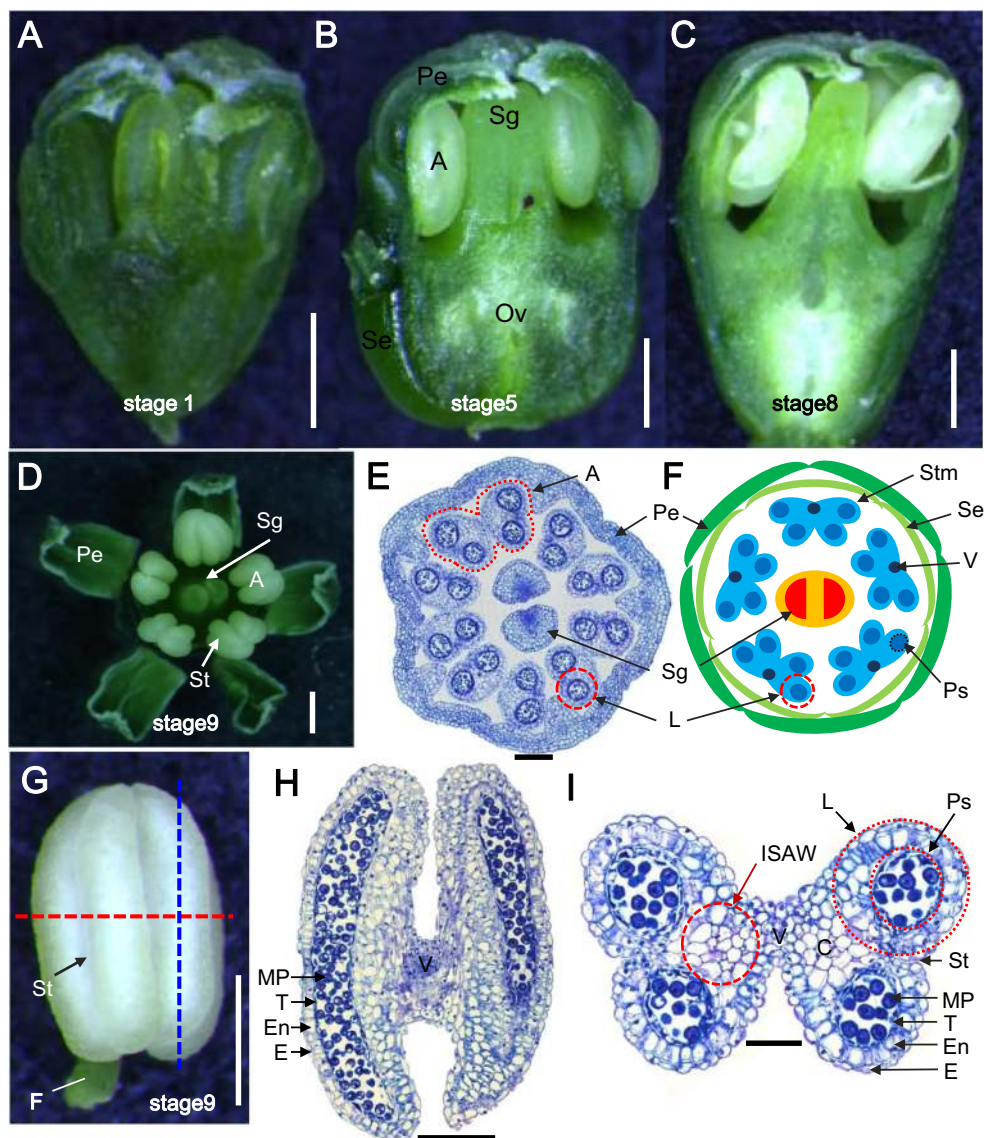 A
B
C
Pe
Sg
A
Ov
Se
stage 1
stage5
stage8
D
Sg
Pe
A
St
stage9
E
A
Pe
Sg
L
F
Stm
Se
V
Ps
G
St
F
stage9
H
V
MP
T
En
E
I
L
Ps
ISAW
V
C
St
MP
T
En
E